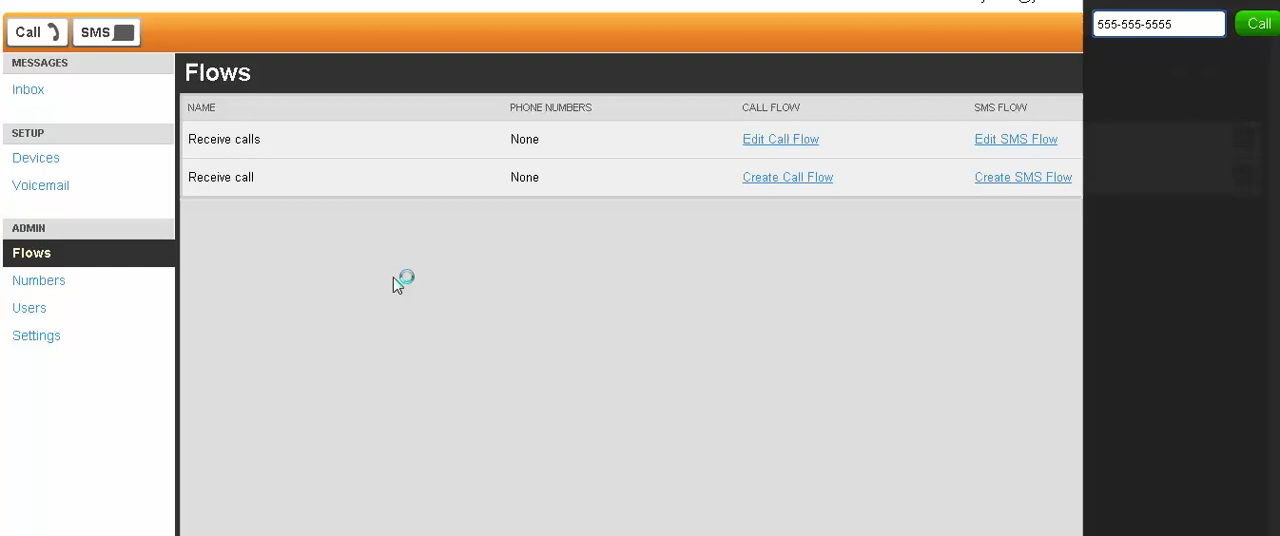 Call SMS
555-555-5555 Call
MESSAGES
Inbox
SETUP
Devices
Voicemail
ADMIN
Flows
Numbers
Users
Settings
Flows
NAME PHONE NUMBERS CALL FLOW SMS FLOW
Receive calls None Edit Call Flow Edit SMS Flow
Receive call None Create Call Flow Create SMS Flow